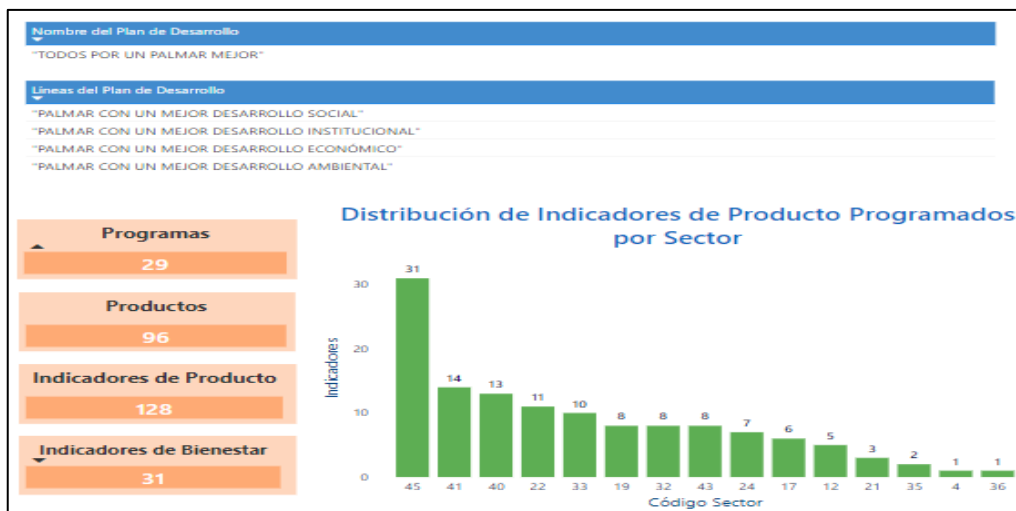 Nombre del Plan de Desarrollo
"TODOS POR UN PALMAR MEJOR"
Líneas del Plan de Desarrollo
"PALMAR CON UN MEJOR DESARROLLO SOCIAL"
"PALMAR CON UN MEJOR DESARROLLO INSTITUCIONAL"
"PALMAR CON UN MEJOR DESARROLLO ECONÓMICO"
"PALMAR CON UN MEJOR DESARROLLO AMBIENTAL"
Programas
29
Productos
96
Indicadores de Producto
128
Indicadores de Bienestar
31
Distribución de Indicadores de Producto Programados
por Sector
Indicadores
30
20
10
0
31 14 13 11 10 8 8 8 7 6 5 3 2 1 1
45 41 40 22 33 19 32 43 24 17 12 21 35 4 36
Código Sector